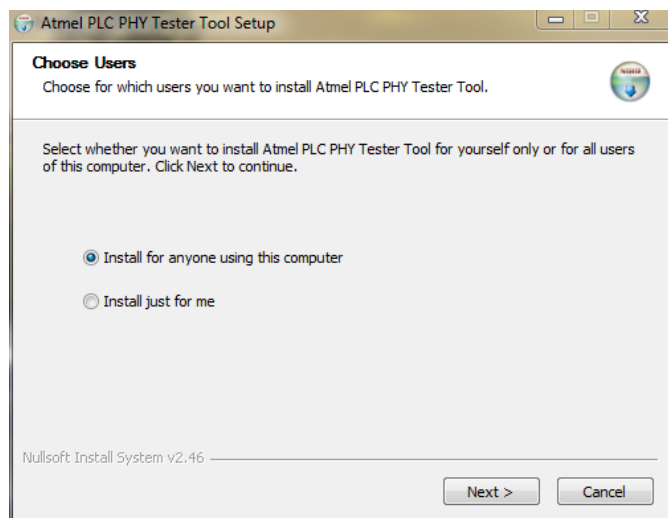 Atmel PLC PHY Tester Tool Setup
Choose Users
Choose for which users you want to install Atmel PLC PHY Tester Tool.
Select whether you want to install Atmel PLC PHY Tester Tool for yourself only or for all users
of this computer. Click Next to continue.
Install for anyone using this computer
Install just for me
Nullsoft Install System v2.46
Next >
Cancel